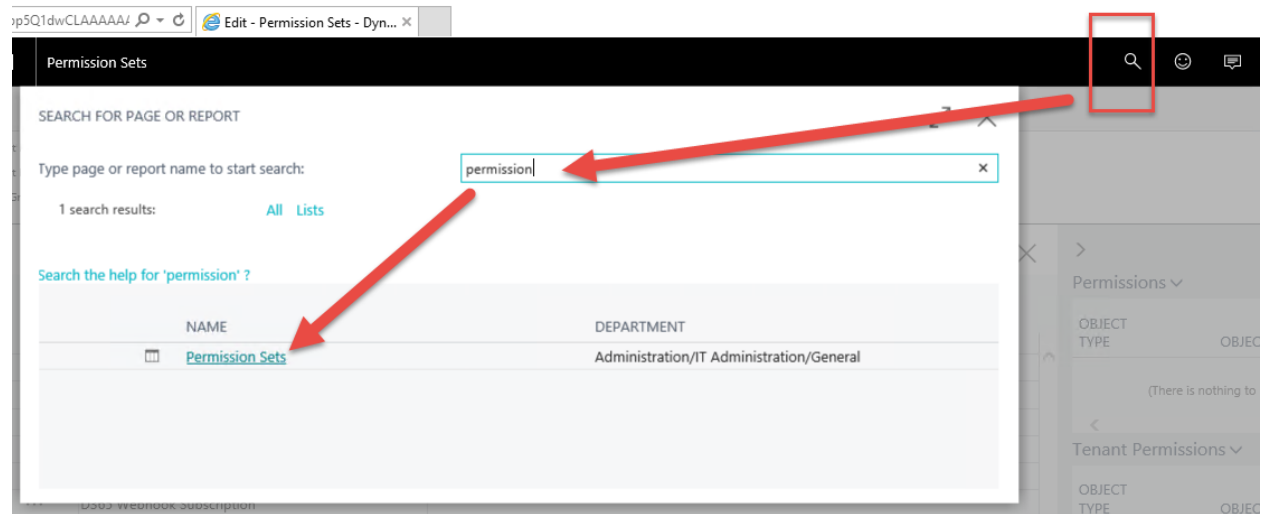 Edit - Permission Sets - Dyn...
Permission Sets
SEARCH FOR PAGE OR REPORT
Type page or report name to start search:
permission
1 search results:
All Lists
Search the help for 'permission' ?
NAME
DEPARTMENT
Permission Sets
Administration/IT Administration/General
Permissions
OBJECT
TYPE
OBJEC
(There is nothing to
Tenant Permissions
OBJECT
TYPE
OBJEC
D365 Webhook Subscription